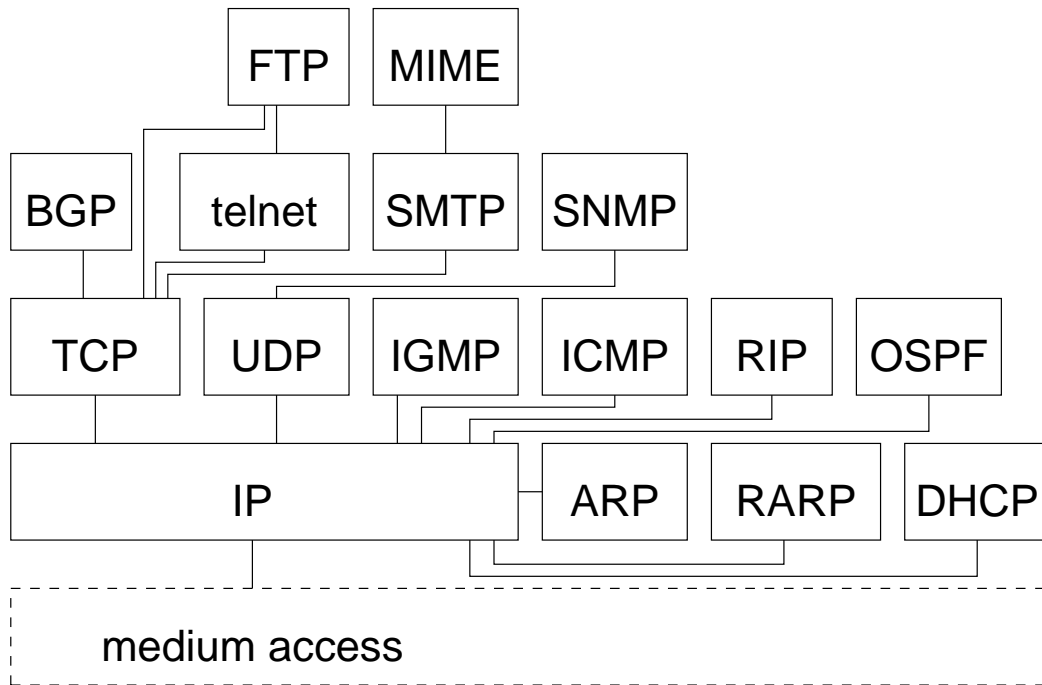 FTP MIME
BGP telnet SMTP SNMP
TCP UDP IGMP ICMP RIP OSPF
IP ARP RARP DHCP
medium access